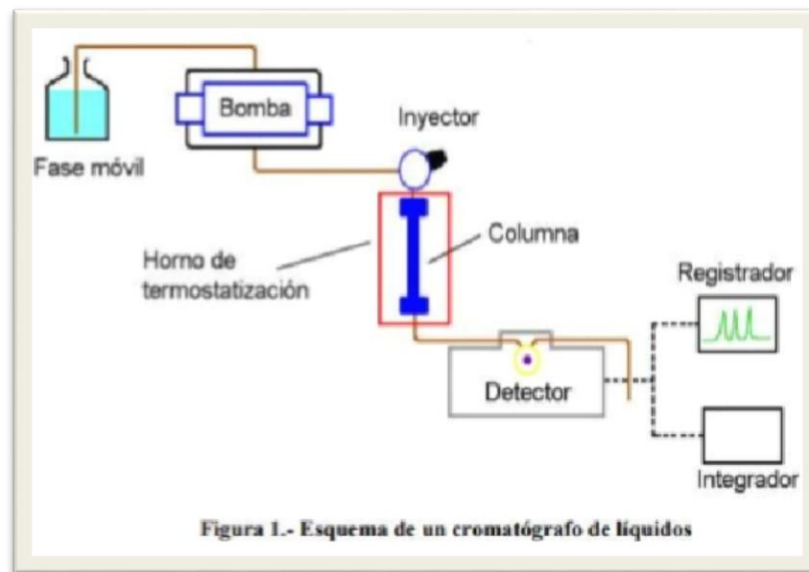 Bomba
Inyector
Fase móvil
Horno de
termostatización
Columna
Registrador
Detector
Integrador
Figura 1.- Esquema de un cromatógrafo de líquidos